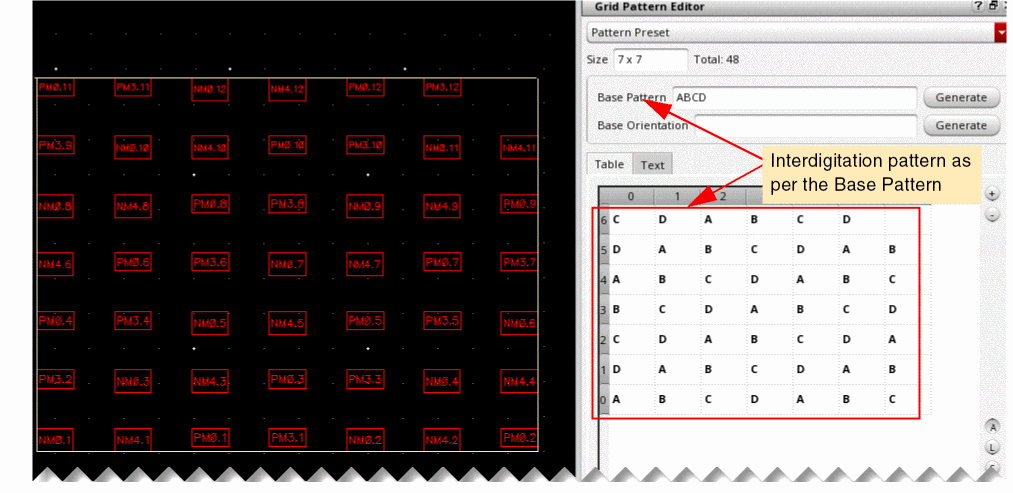 Grid Pattern Editor
Pattern Preset
Size 7 x 7 Total: 48
Base Pattern ABCD Generate
Base Orientation Generate
Interdigitation pattern as
per the Base Pattern
Table Text
0 1 2
6 C D A B C D
5 D A B C D A B
4 A B C D A B C
3 B C D A B C D
2 C D A B C D A
1 D A B C D A B
0 A B C D A B C
+
-
A
L
PM0.11 PM3.11 NM0.12 NM4.12 PM0.12 PM3.12
PM3.9 NM0.10 NM4.10 PM0.10 PM3.10 NM0.11 NM4.11
NM0.8 NM4.8 PM0.8 PM3.8 NM0.9 NM4.9 PM0.9
NM4.6 PM0.6 PM3.6 NM0.7 NM4.7 PM0.7 PM3.7
PM0.4 PM3.4 NM0.5 NM4.5 PM0.5 PM3.5 NM0.6
PM3.2 NM0.3 NM4.3 PM0.3 PM3.3 NM0.4 NM4.4
NM0.1 NM4.1 PM0.1 PM3.1 NM0.2 NM4.2 PM0.2